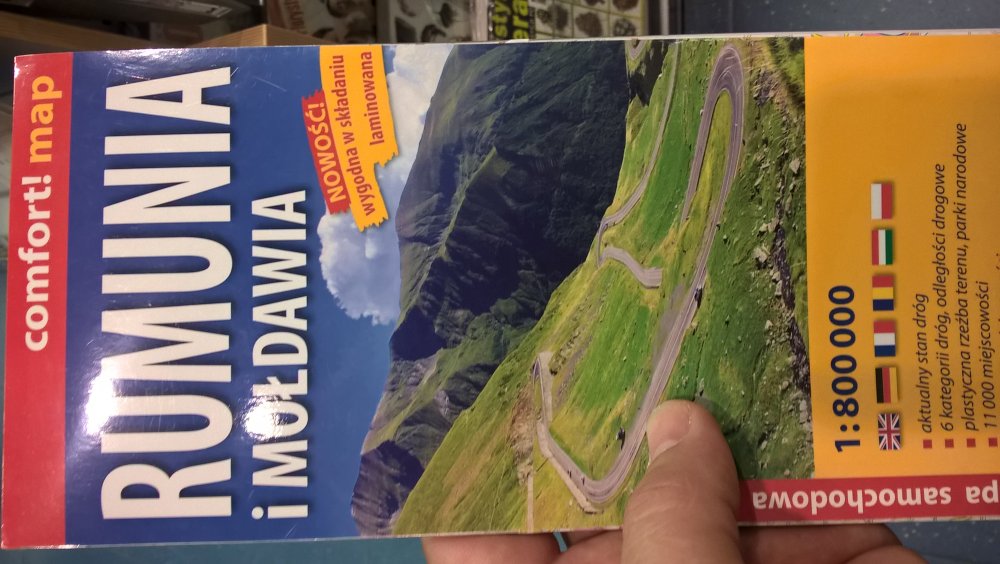 comfort! map
RUMUNIA
i MOŁDAWIA
NOWOŚĆ!
wygodna w składaniu
laminowana
1:800 000
aktualny stan dróg
6 kategorii dróg, odległości drogowe
plastyczna rzeźba terenu, parki narodowe
11 000 miejscowości
pa samochodowa